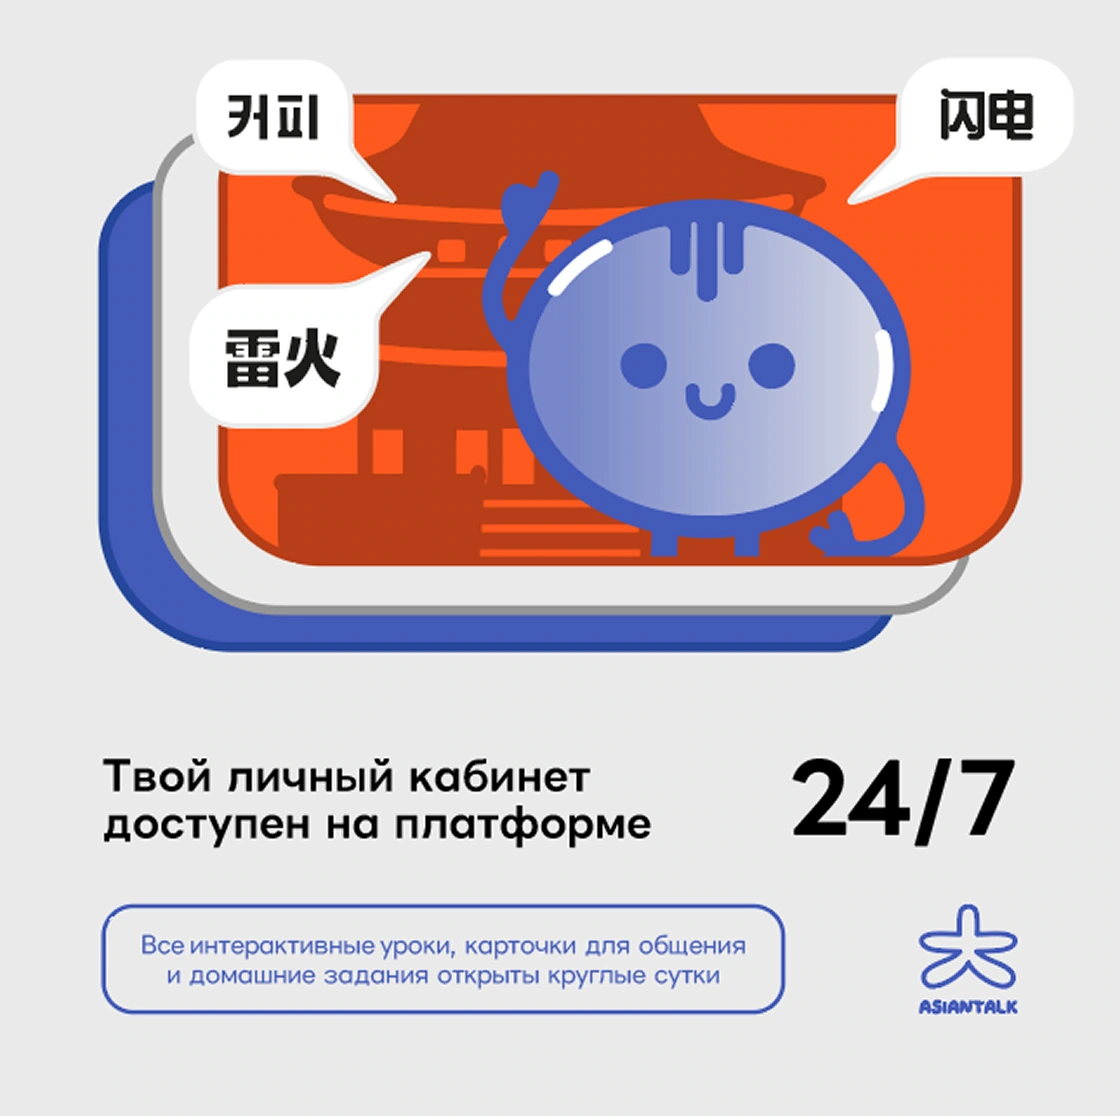 커피
闪电
雷火
Твой личный кабинет
доступен на платформе
24/7
Все интерактивные уроки, карточки для общения
и домашние задания открыты круглые сутки
ASIANTALK